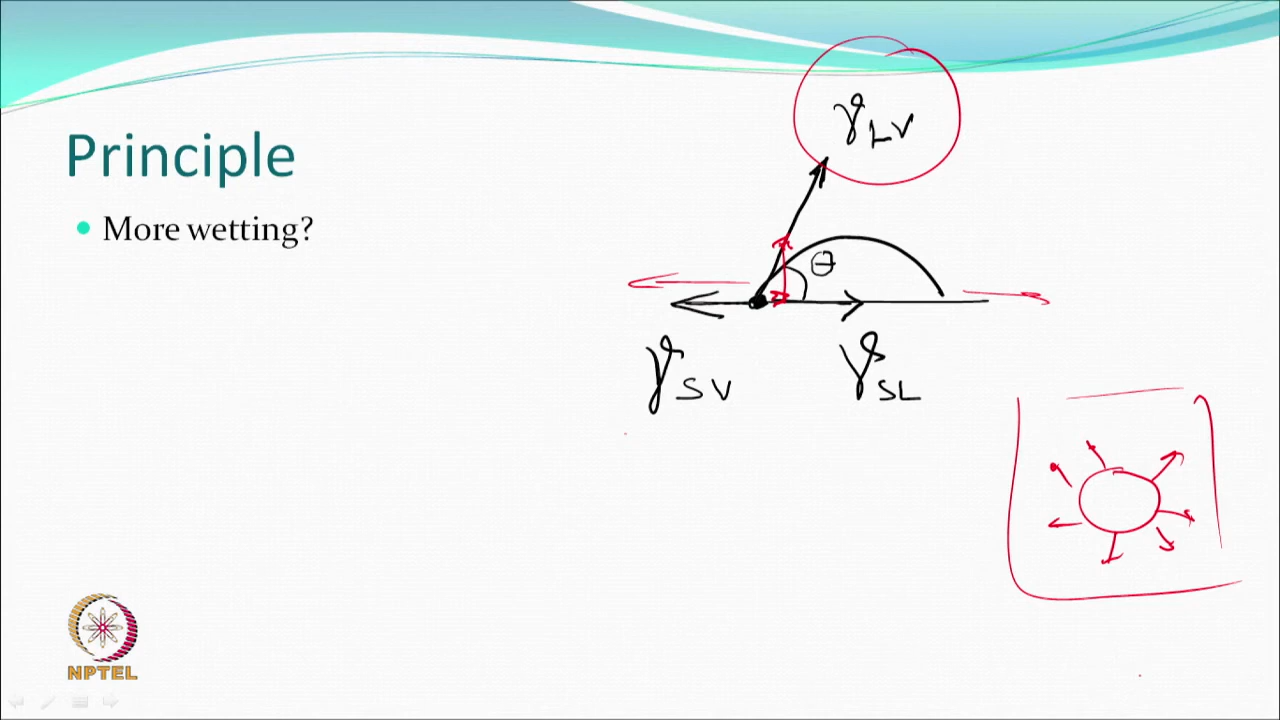 Principle
More wetting?
γLV
θ
γSV
γSL
NPTEL